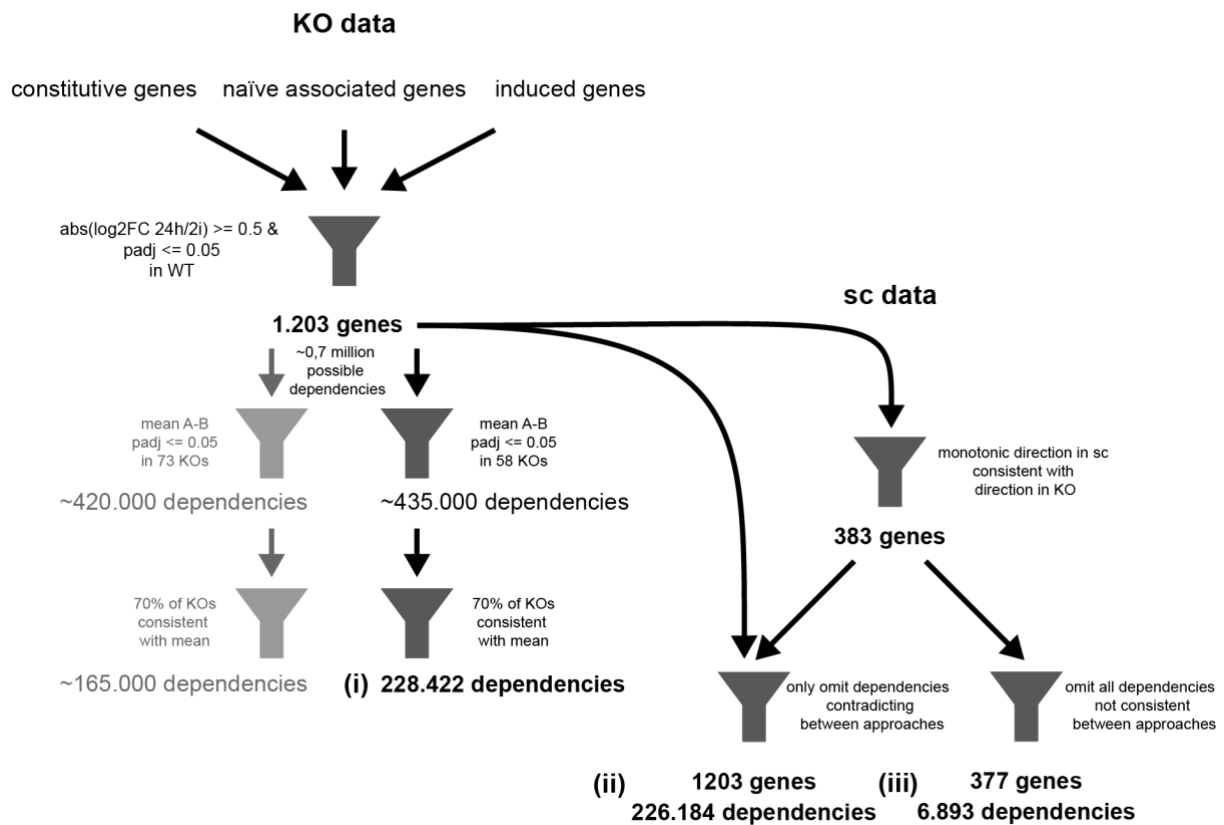 KO data
constitutive genes
naïve associated genes
induced genes
abs(log2FC 24h/2i) >= 0.5 &
padj <= 0.05
in WT
sc data
1.203 genes
~0,7 million
possible
dependencies
mean A-B
padj <= 0.05
in 73 KOs
mean A-B
padj <= 0.05
in 58 KOs
monotonic direction in sc
consistent with
direction in KO
~420.000 dependencies
~435.000 dependencies
383 genes
70% of KOs
consistent
with mean
70% of KOs
consistent
with mean
~165.000 dependencies
(i) 228.422 dependencies
only omit dependencies
contradicting
between approaches
omit all dependencies
not consistent
between approaches
(ii) 1203 genes
226.184 dependencies
(iii) 377 genes
6.893 dependencies